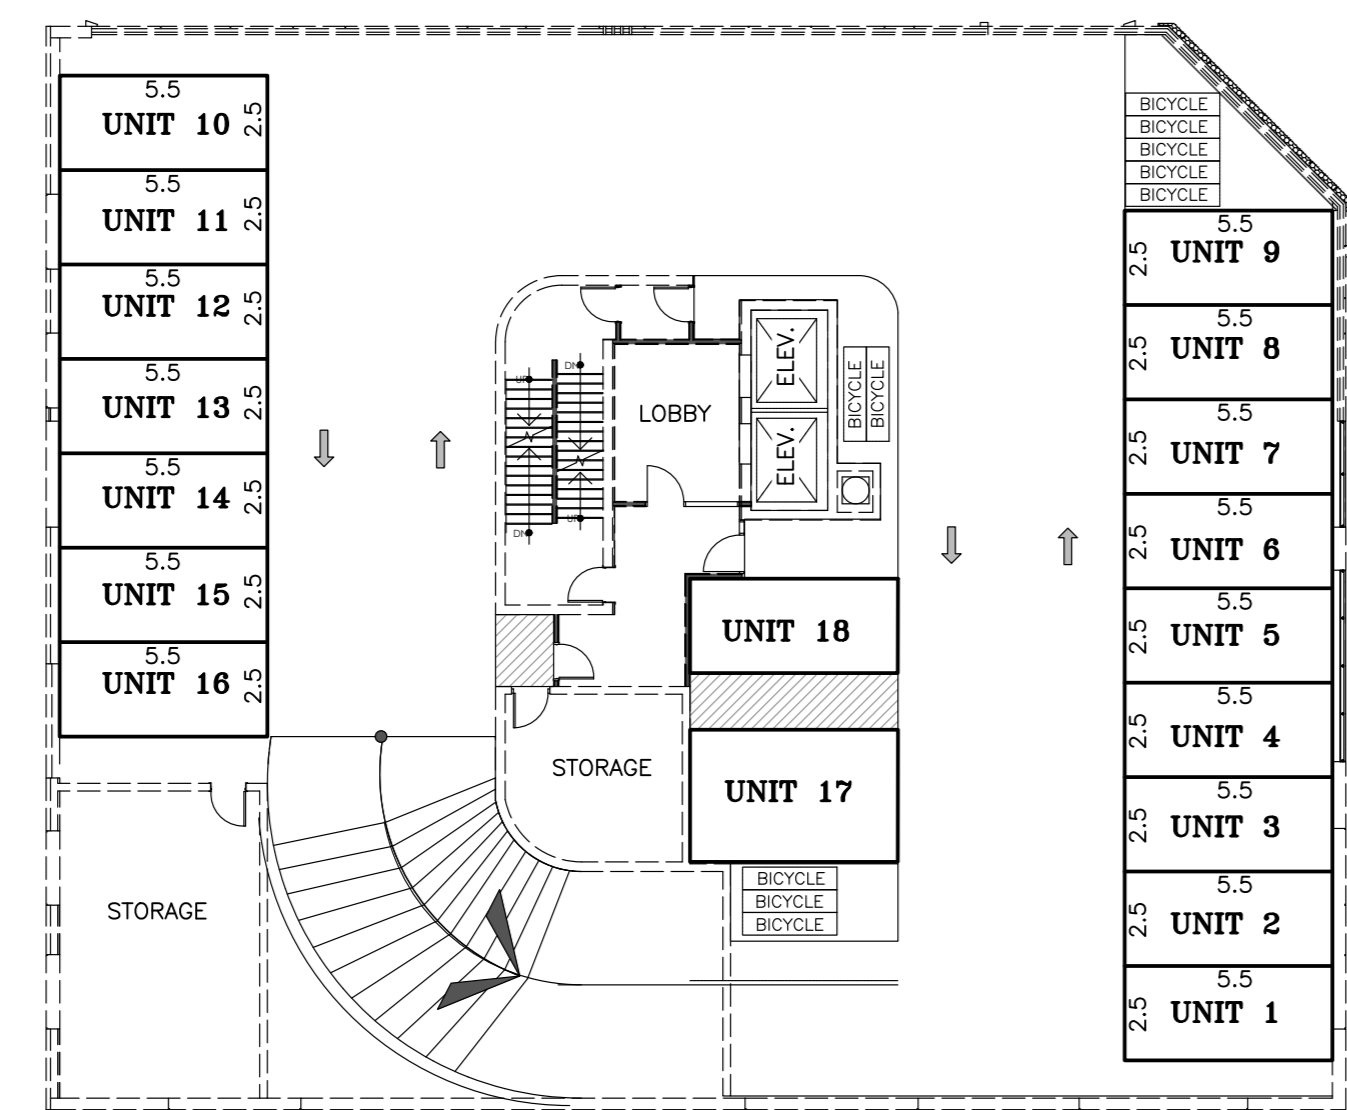 5.5
UNIT 10
2.5
5.5
UNIT 11
2.5
5.5
UNIT 12
2.5
5.5
UNIT 13
2.5
5.5
UNIT 14
2.5
5.5
UNIT 15
2.5
5.5
UNIT 16
2.5
STORAGE
UP
DN
DN
UP
LOBBY
ELEV.
ELEV.
BICYCLE
BICYCLE
UNIT 18
STORAGE
UNIT 17
BICYCLE
BICYCLE
BICYCLE
BICYCLE
BICYCLE
BICYCLE
BICYCLE
BICYCLE
5.5
2.5
UNIT 9
5.5
2.5
UNIT 8
5.5
2.5
UNIT 7
5.5
2.5
UNIT 6
5.5
2.5
UNIT 5
5.5
2.5
UNIT 4
5.5
2.5
UNIT 3
5.5
2.5
UNIT 2
5.5
2.5
UNIT 1